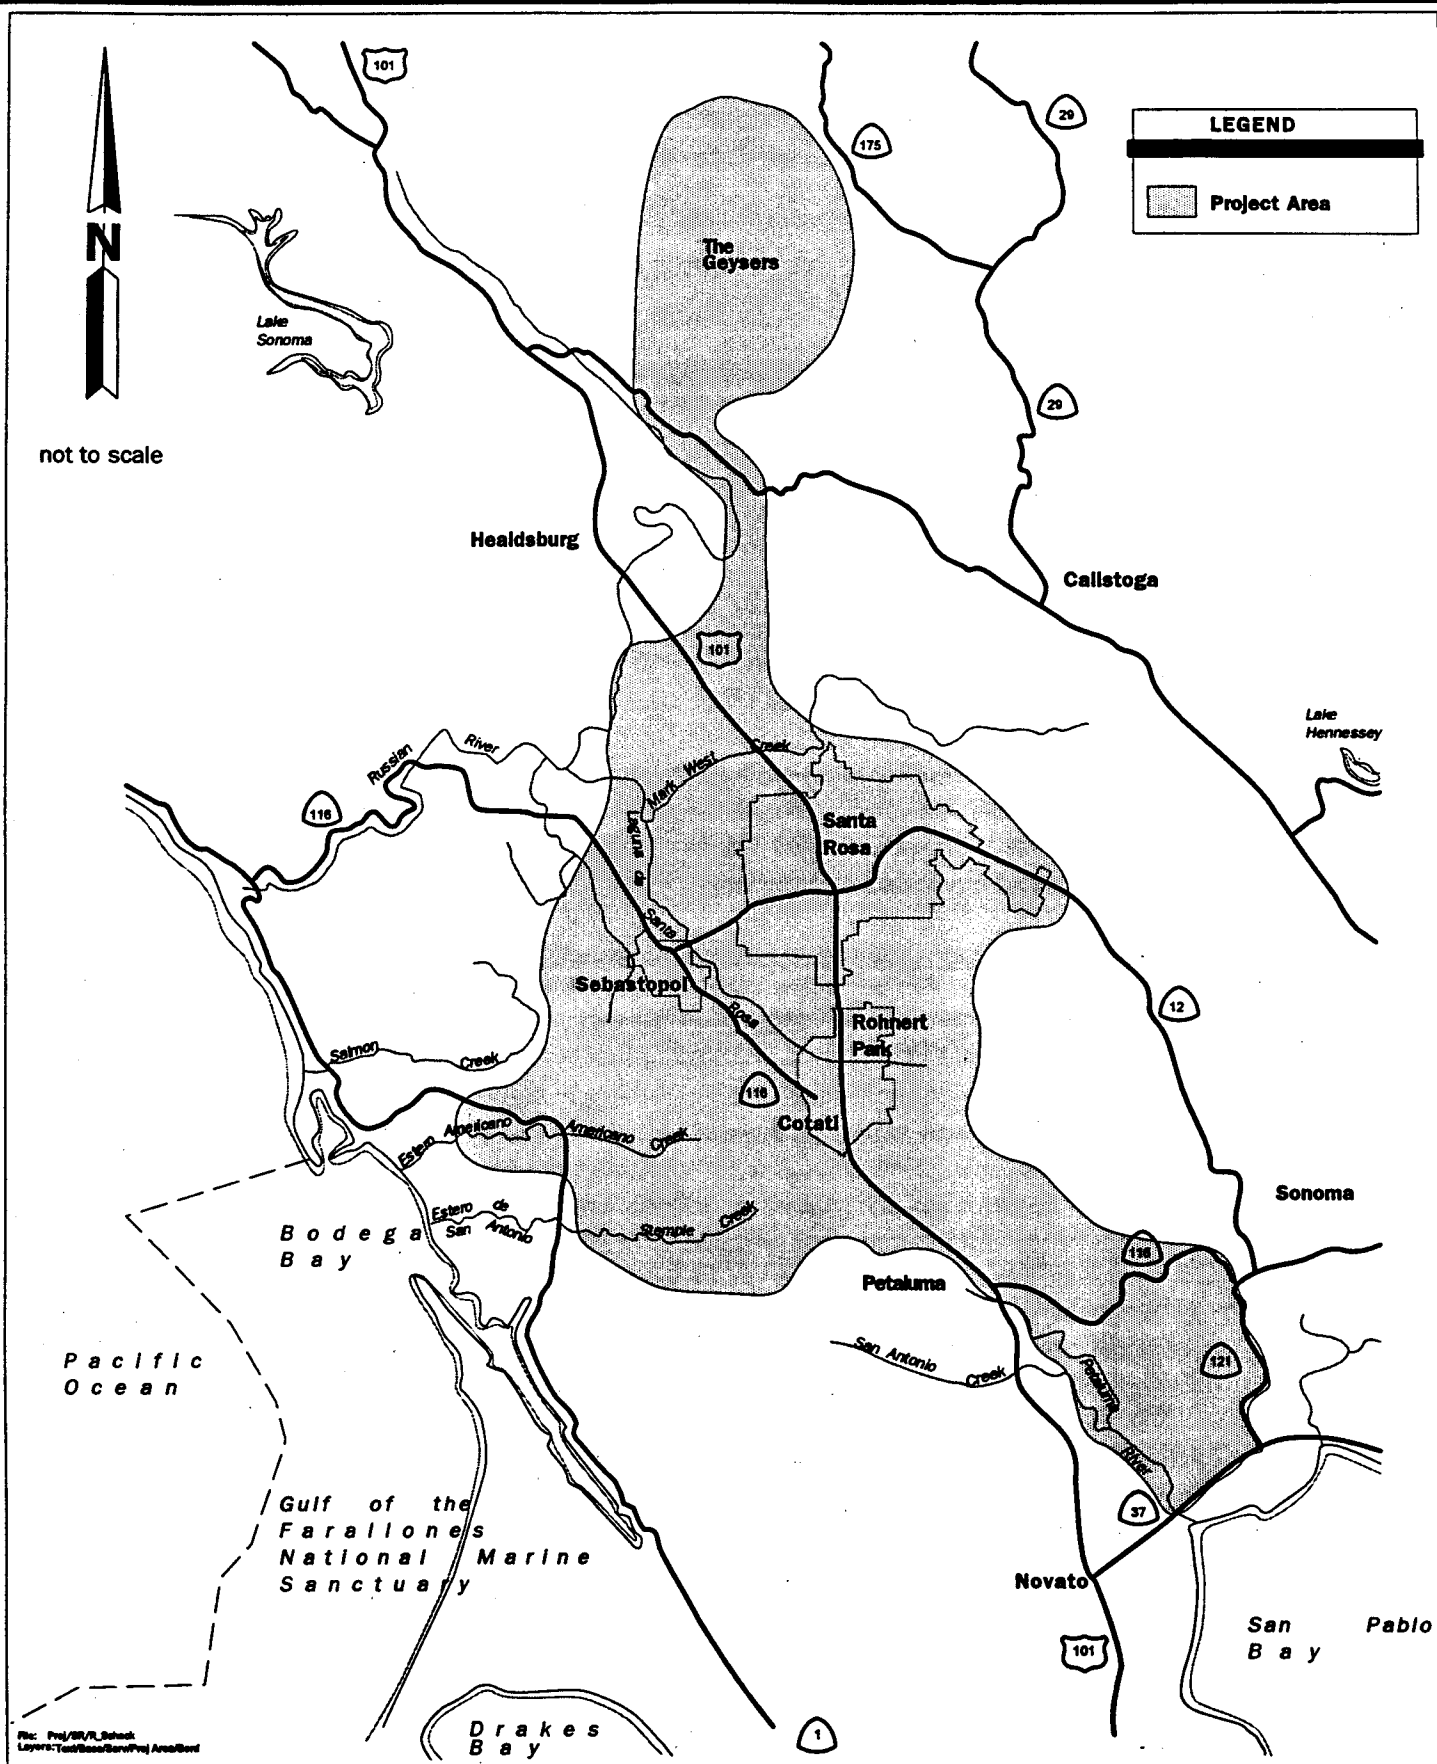 101
29
175
LEGEND
Project Area
N
The
Geysers
Lake
Sonoma
29
not to scale
Healdsburg
Calistoga
101
Lake
Hennessey
Russian
River
Mark West
Creek
116
Laguna de
Santa
Rosa
Santa
Rosa
Sebastopol
12
Rohnert
Park
Salmon
Creek
116
Cotati
Estero Americano
Americano Creek
Sonoma
Estero de
San Antonio
Stemple
Creek
Bodega
Bay
116
Petaluma
Pacific
Ocean
San Antonio
Creek
121
Petaluma
River
Gulf of the
Farallones
National Marine
Sanctuary
37
Novato
San Pablo
Bay
101
Drakes
Bay
1
File: Proj/SR/R_Schock